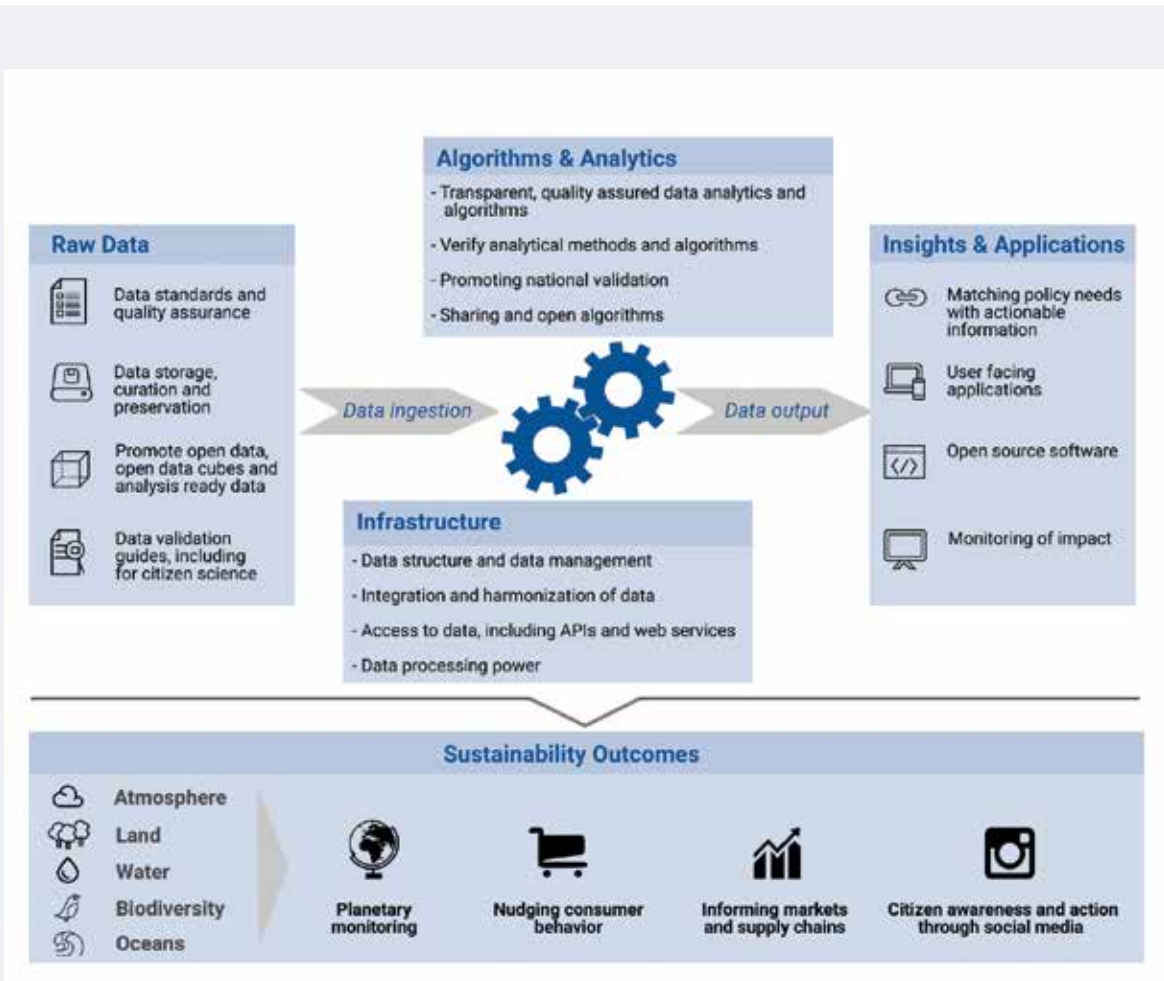 Algorithms & Analytics
- Transparent, quality assured data analytics and
algorithms
- Verify analytical methods and algorithms
- Promoting national validation
- Sharing and open algorithms
Raw Data
Data standards and
quality assurance
Data storage,
curation and
preservation
Promote open data,
open data cubes and
analysis ready data
Data validation
guides, including
for citizen science
Data ingestion
Data output
Insights & Applications
Matching policy needs
with actionable
information
User facing
applications
</>
Open source software
Monitoring of impact
Infrastructure
- Data structure and data management
- Integration and harmonization of data
- Access to data, including APIs and web services
- Data processing power
Sustainability Outcomes
Atmosphere
Land
Water
Biodiversity
Oceans
Planetary
monitoring
Nudging consumer
behavior
Informing markets
and supply chains
Citizen awareness and action
through social media